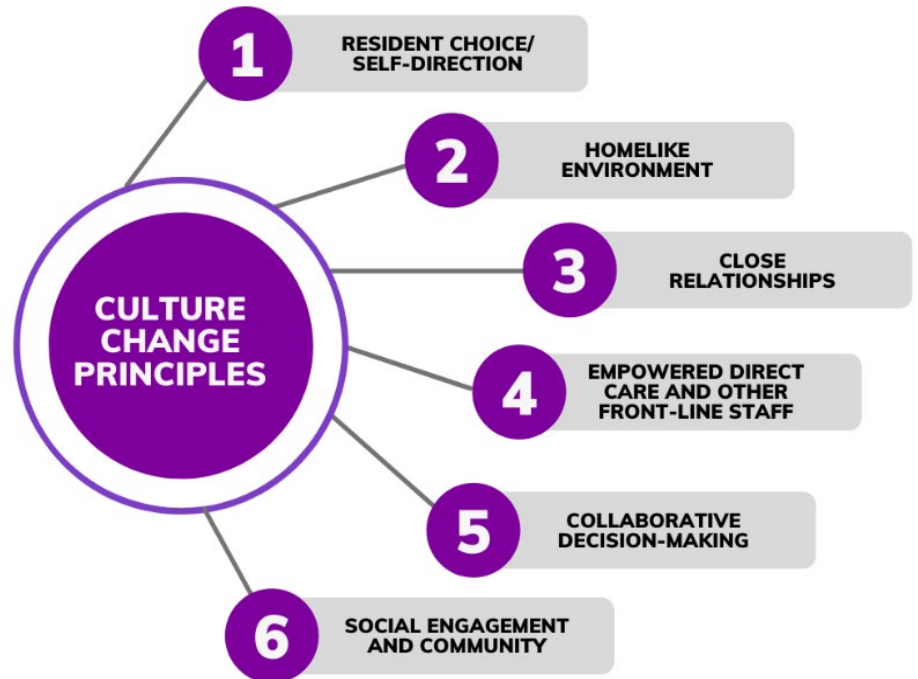 CULTURE
CHANGE
PRINCIPLES
1
RESIDENT CHOICE/
SELF-DIRECTION
2
HOMELIKE
ENVIRONMENT
3
CLOSE
RELATIONSHIPS
4
EMPOWERED DIRECT
CARE AND OTHER
FRONT-LINE STAFF
5
COLLABORATIVE
DECISION-MAKING
6
SOCIAL ENGAGEMENT
AND COMMUNITY